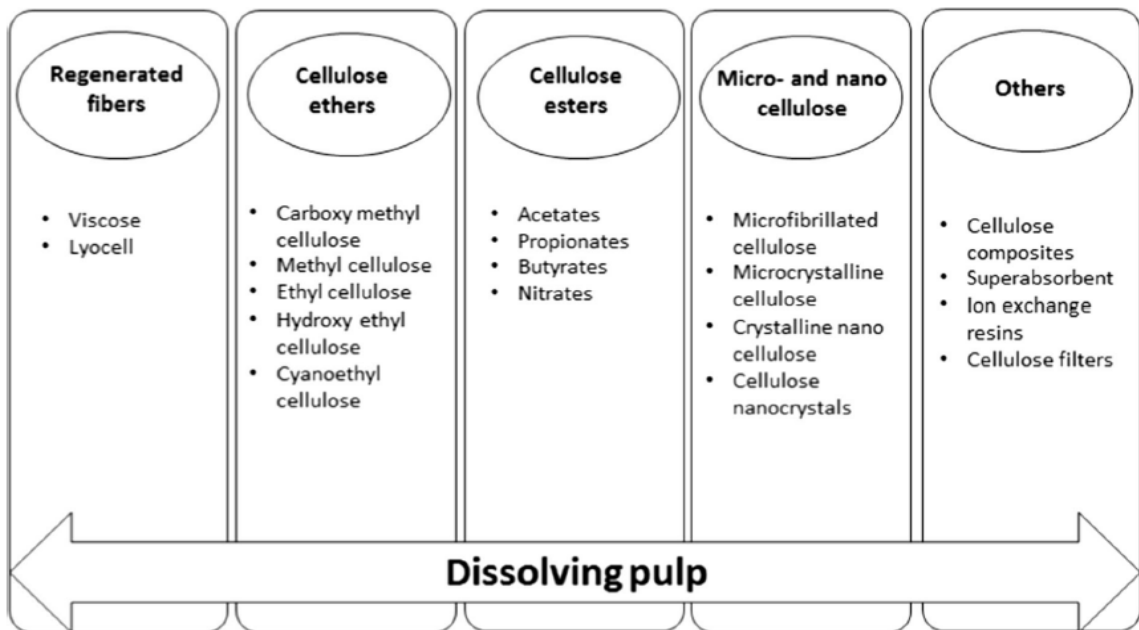 Regenerated
fibers
• Viscose
• Lyocell
Cellulose
ethers
• Carboxy methyl
cellulose
• Methyl cellulose
• Ethyl cellulose
• Hydroxy ethyl
cellulose
• Cyanoethyl
cellulose
Cellulose
esters
• Acetates
• Propionates
• Butyrates
• Nitrates
Micro- and nano
cellulose
• Microfibrillated
cellulose
• Microcrystalline
cellulose
• Crystalline nano
cellulose
• Cellulose
nanocrystals
Others
• Cellulose
composites
• Superabsorbent
• Ion exchange
resins
• Cellulose filters
Dissolving pulp